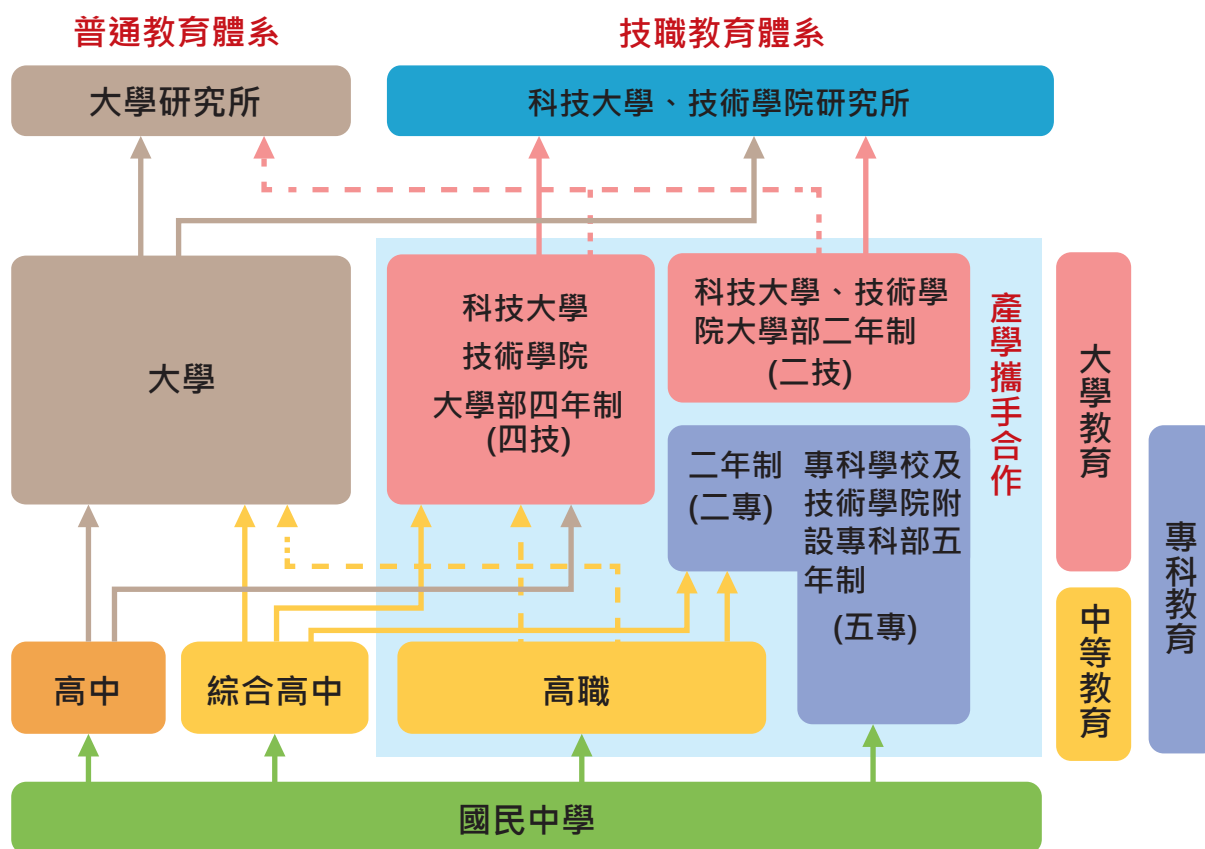 普通教育體系
技職教育體系
大學研究所
科技大學、技術學院研究所
大學
科技大學
技術學院
大學部四年制
(四技)
科技大學、技術學
院大學部二年制
(二技)
產學攜手合作
大學教育
二年制
(二專)
專科學校及
技術學院附
設專科部五
年制
(五專)
專科教育
中等教育
高中
綜合高中
高職
國民中學